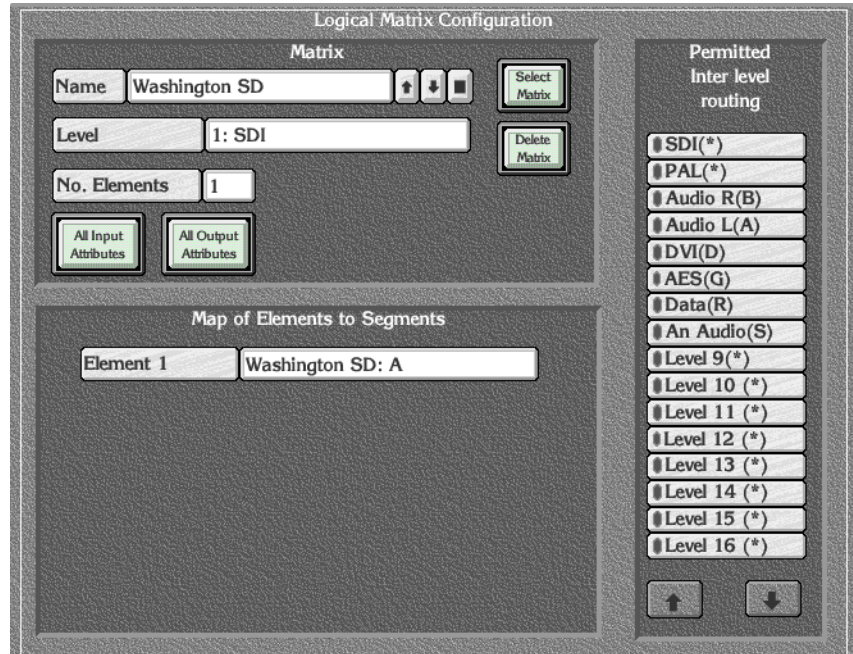 Logical Matrix Configuration
Matrix
Name
Washington SD
Select
Matrix
Level
1: SDI
Delete
Matrix
No. Elements
1
All Input
Attributes
All Output
Attributes
Map of Elements to Segments
Element 1
Washington SD: A
Permitted
Inter level
routing
SDI(*)
PAL(*)
Audio R(B)
Audio L(A)
DVI(D)
AES(G)
Data(R)
An Audio(S)
Level 9(*)
Level 10 (*)
Level 11 (*)
Level 12 (*)
Level 13 (*)
Level 14 (*)
Level 15 (*)
Level 16 (*)